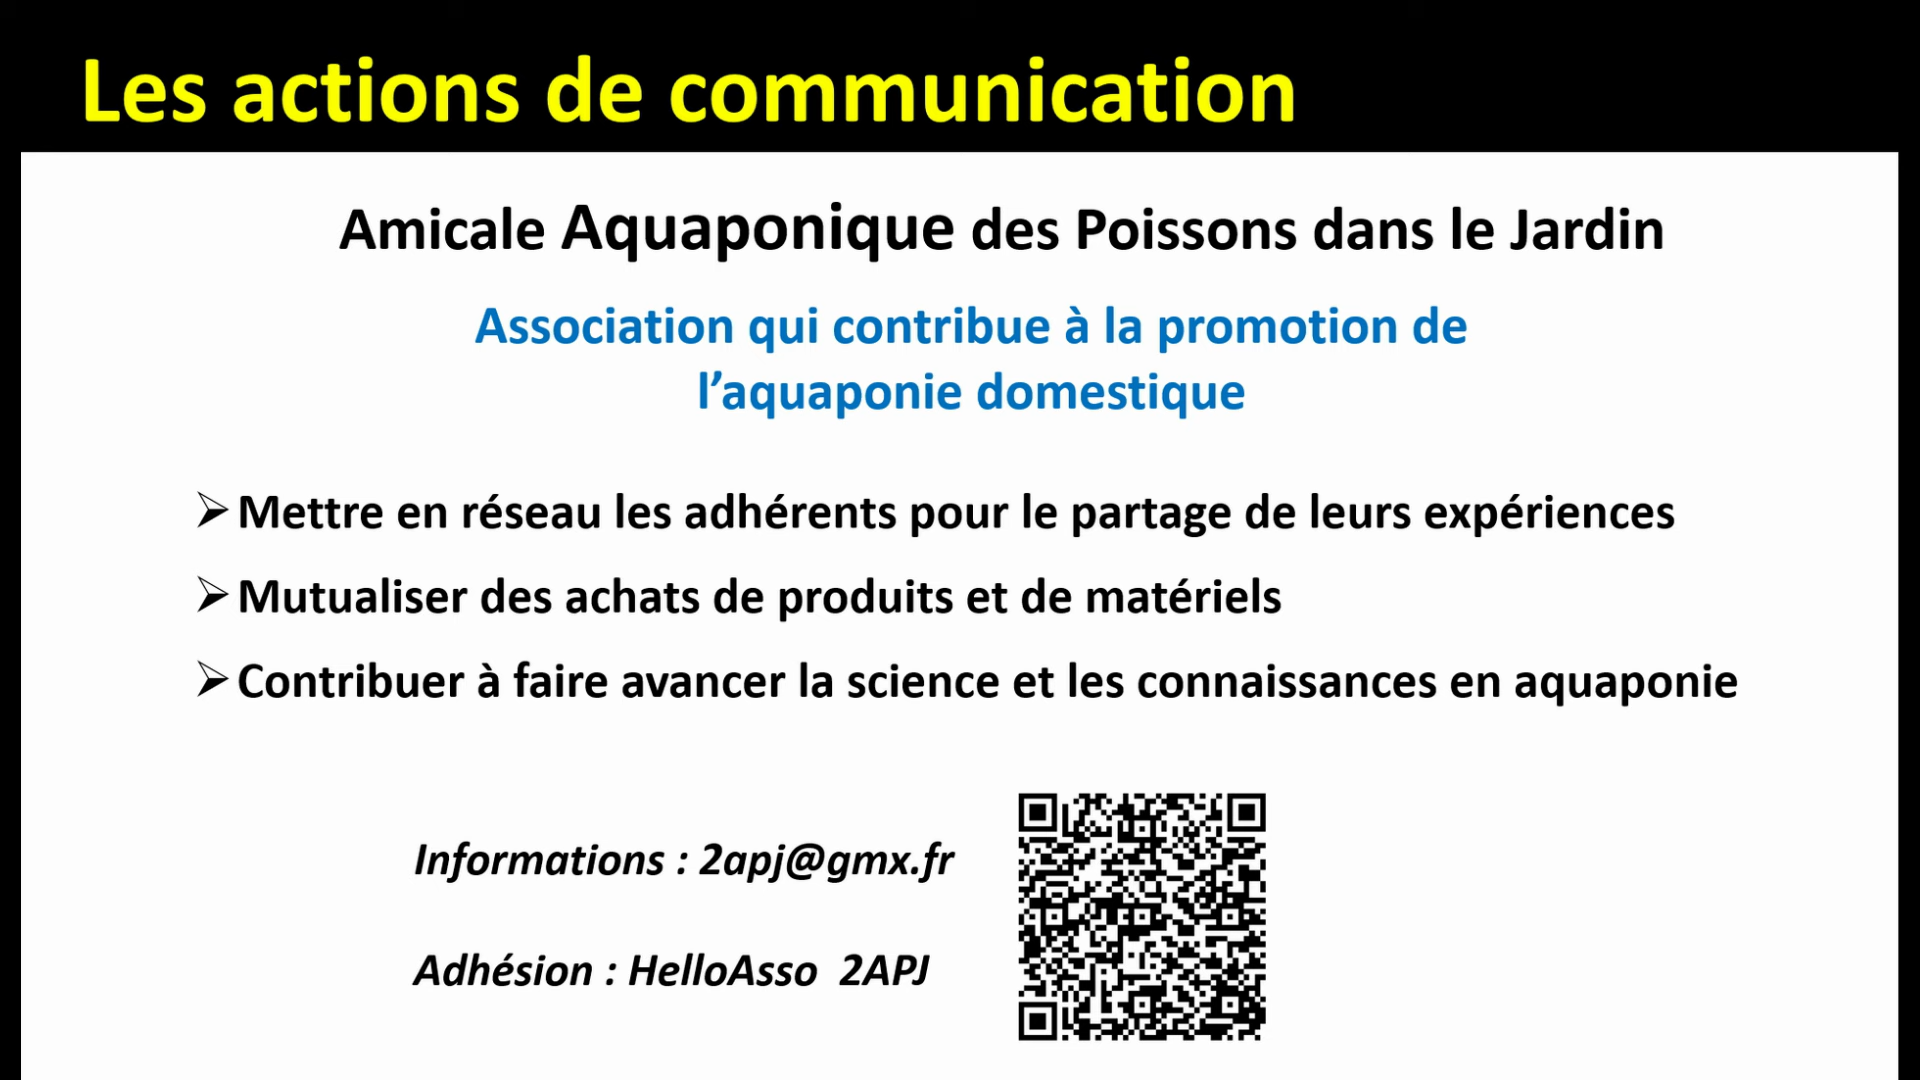 Les actions de communication
Amicale Aquaponique des Poissons dans le Jardin
Association qui contribue à la promotion de
l’aquaponie domestique
➢ Mettre en réseau les adhérents pour le partage de leurs expériences
➢ Mutualiser des achats de produits et de matériels
➢ Contribuer à faire avancer la science et les connaissances en aquaponie
Informations : 2apj@gmx.fr
Adhésion : HelloAsso 2APJ